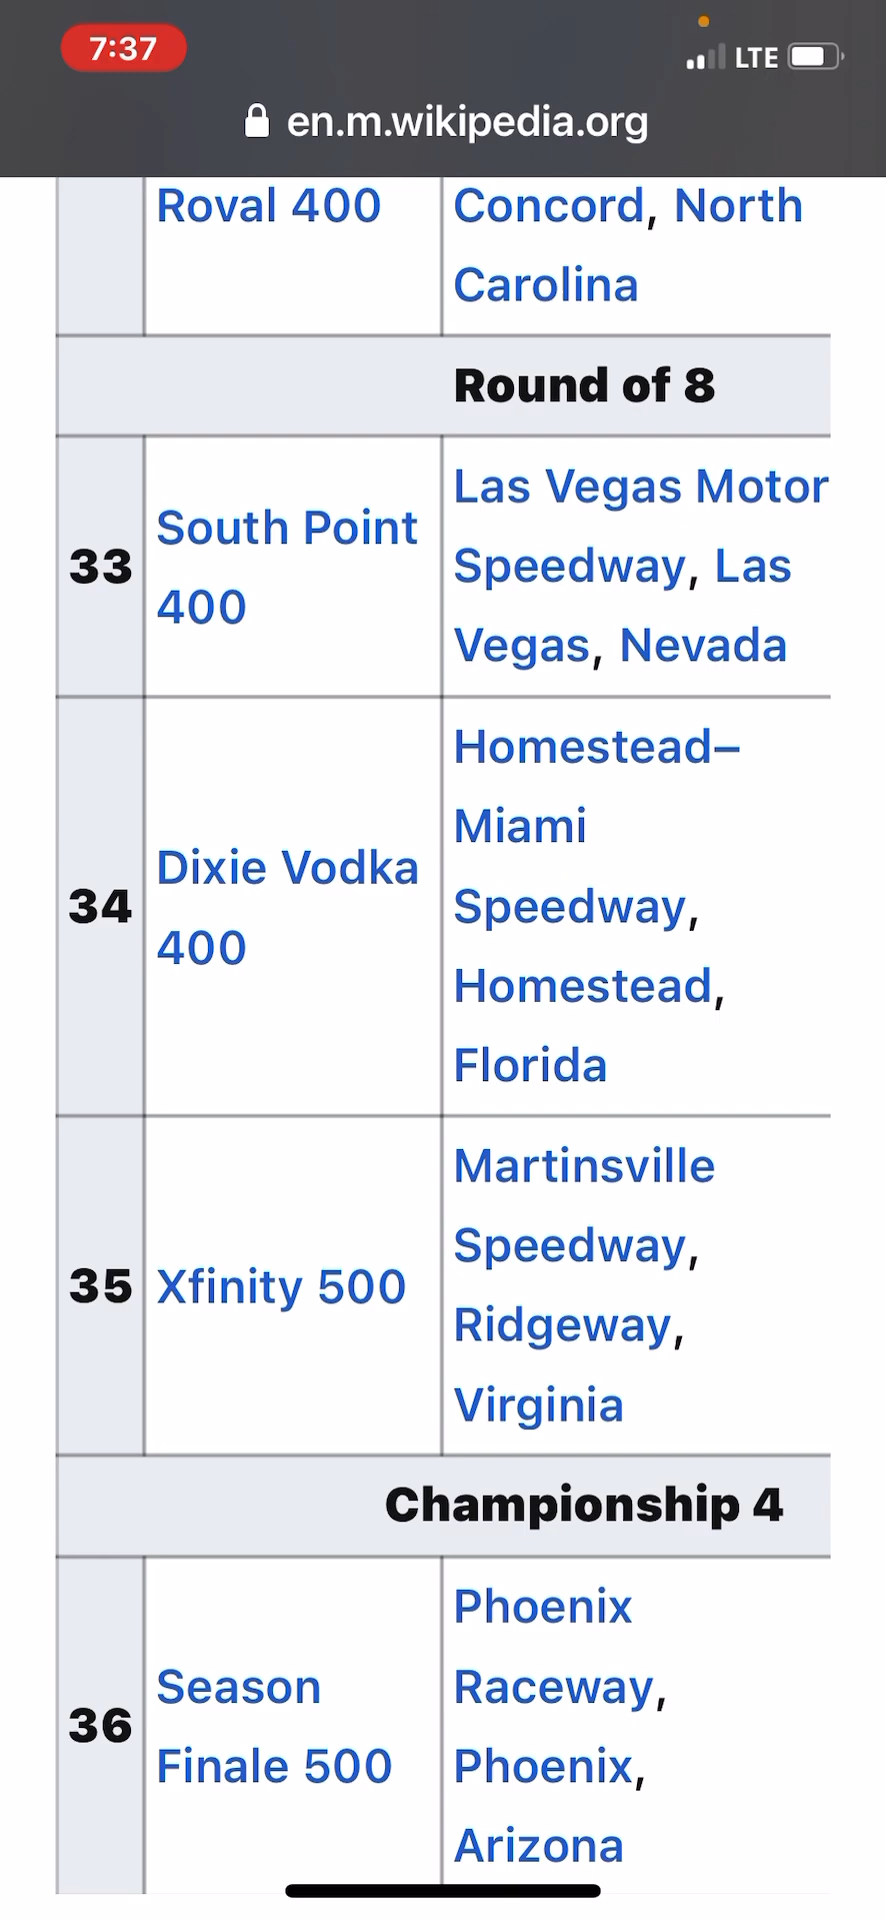 7:37
LTE
en.m.wikipedia.org
Roval 400
Concord, North
Carolina
Round of 8
33
South Point
400
Las Vegas Motor
Speedway, Las
Vegas, Nevada
34
Dixie Vodka
400
Homestead–
Miami
Speedway,
Homestead,
Florida
35
Xfinity 500
Martinsville
Speedway,
Ridgeway,
Virginia
Championship 4
36
Season
Finale 500
Phoenix
Raceway,
Phoenix,
Arizona